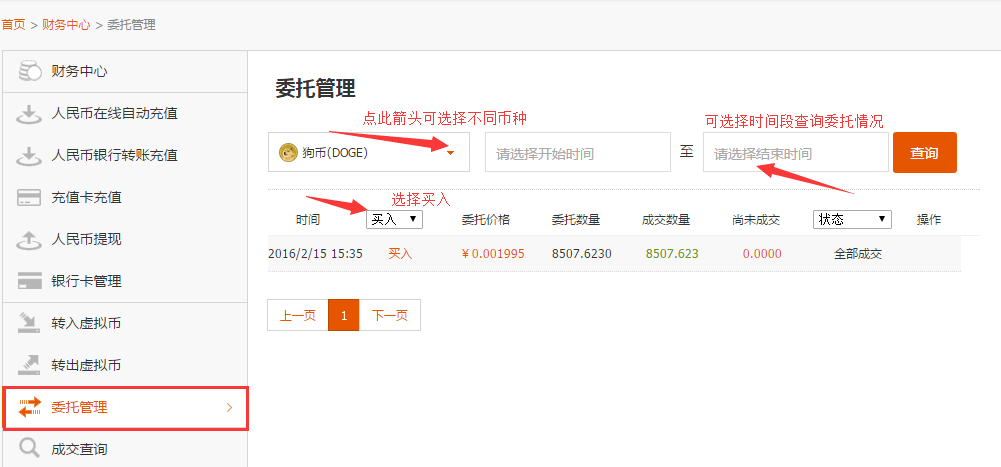 首页 > 财务中心 > 委托管理
财务中心
人民币在线自动充值
人民币银行转账充值
充值卡充值
人民币提现
银行卡管理
转入虚拟币
转出虚拟币
委托管理
成交查询
委托管理
点此箭头可选择不同币种
可选择时间段查询委托情况
狗币(DOGE) 请选择开始时间 至 请选择结束时间 查询
选择买入
时间 买入 委托价格 委托数量 成交数量 尚未成交 状态 操作
2016/2/15 15:35 买入 ¥0.001995 8507.6230 8507.623 0.0000 全部成交
上一页 1 下一页